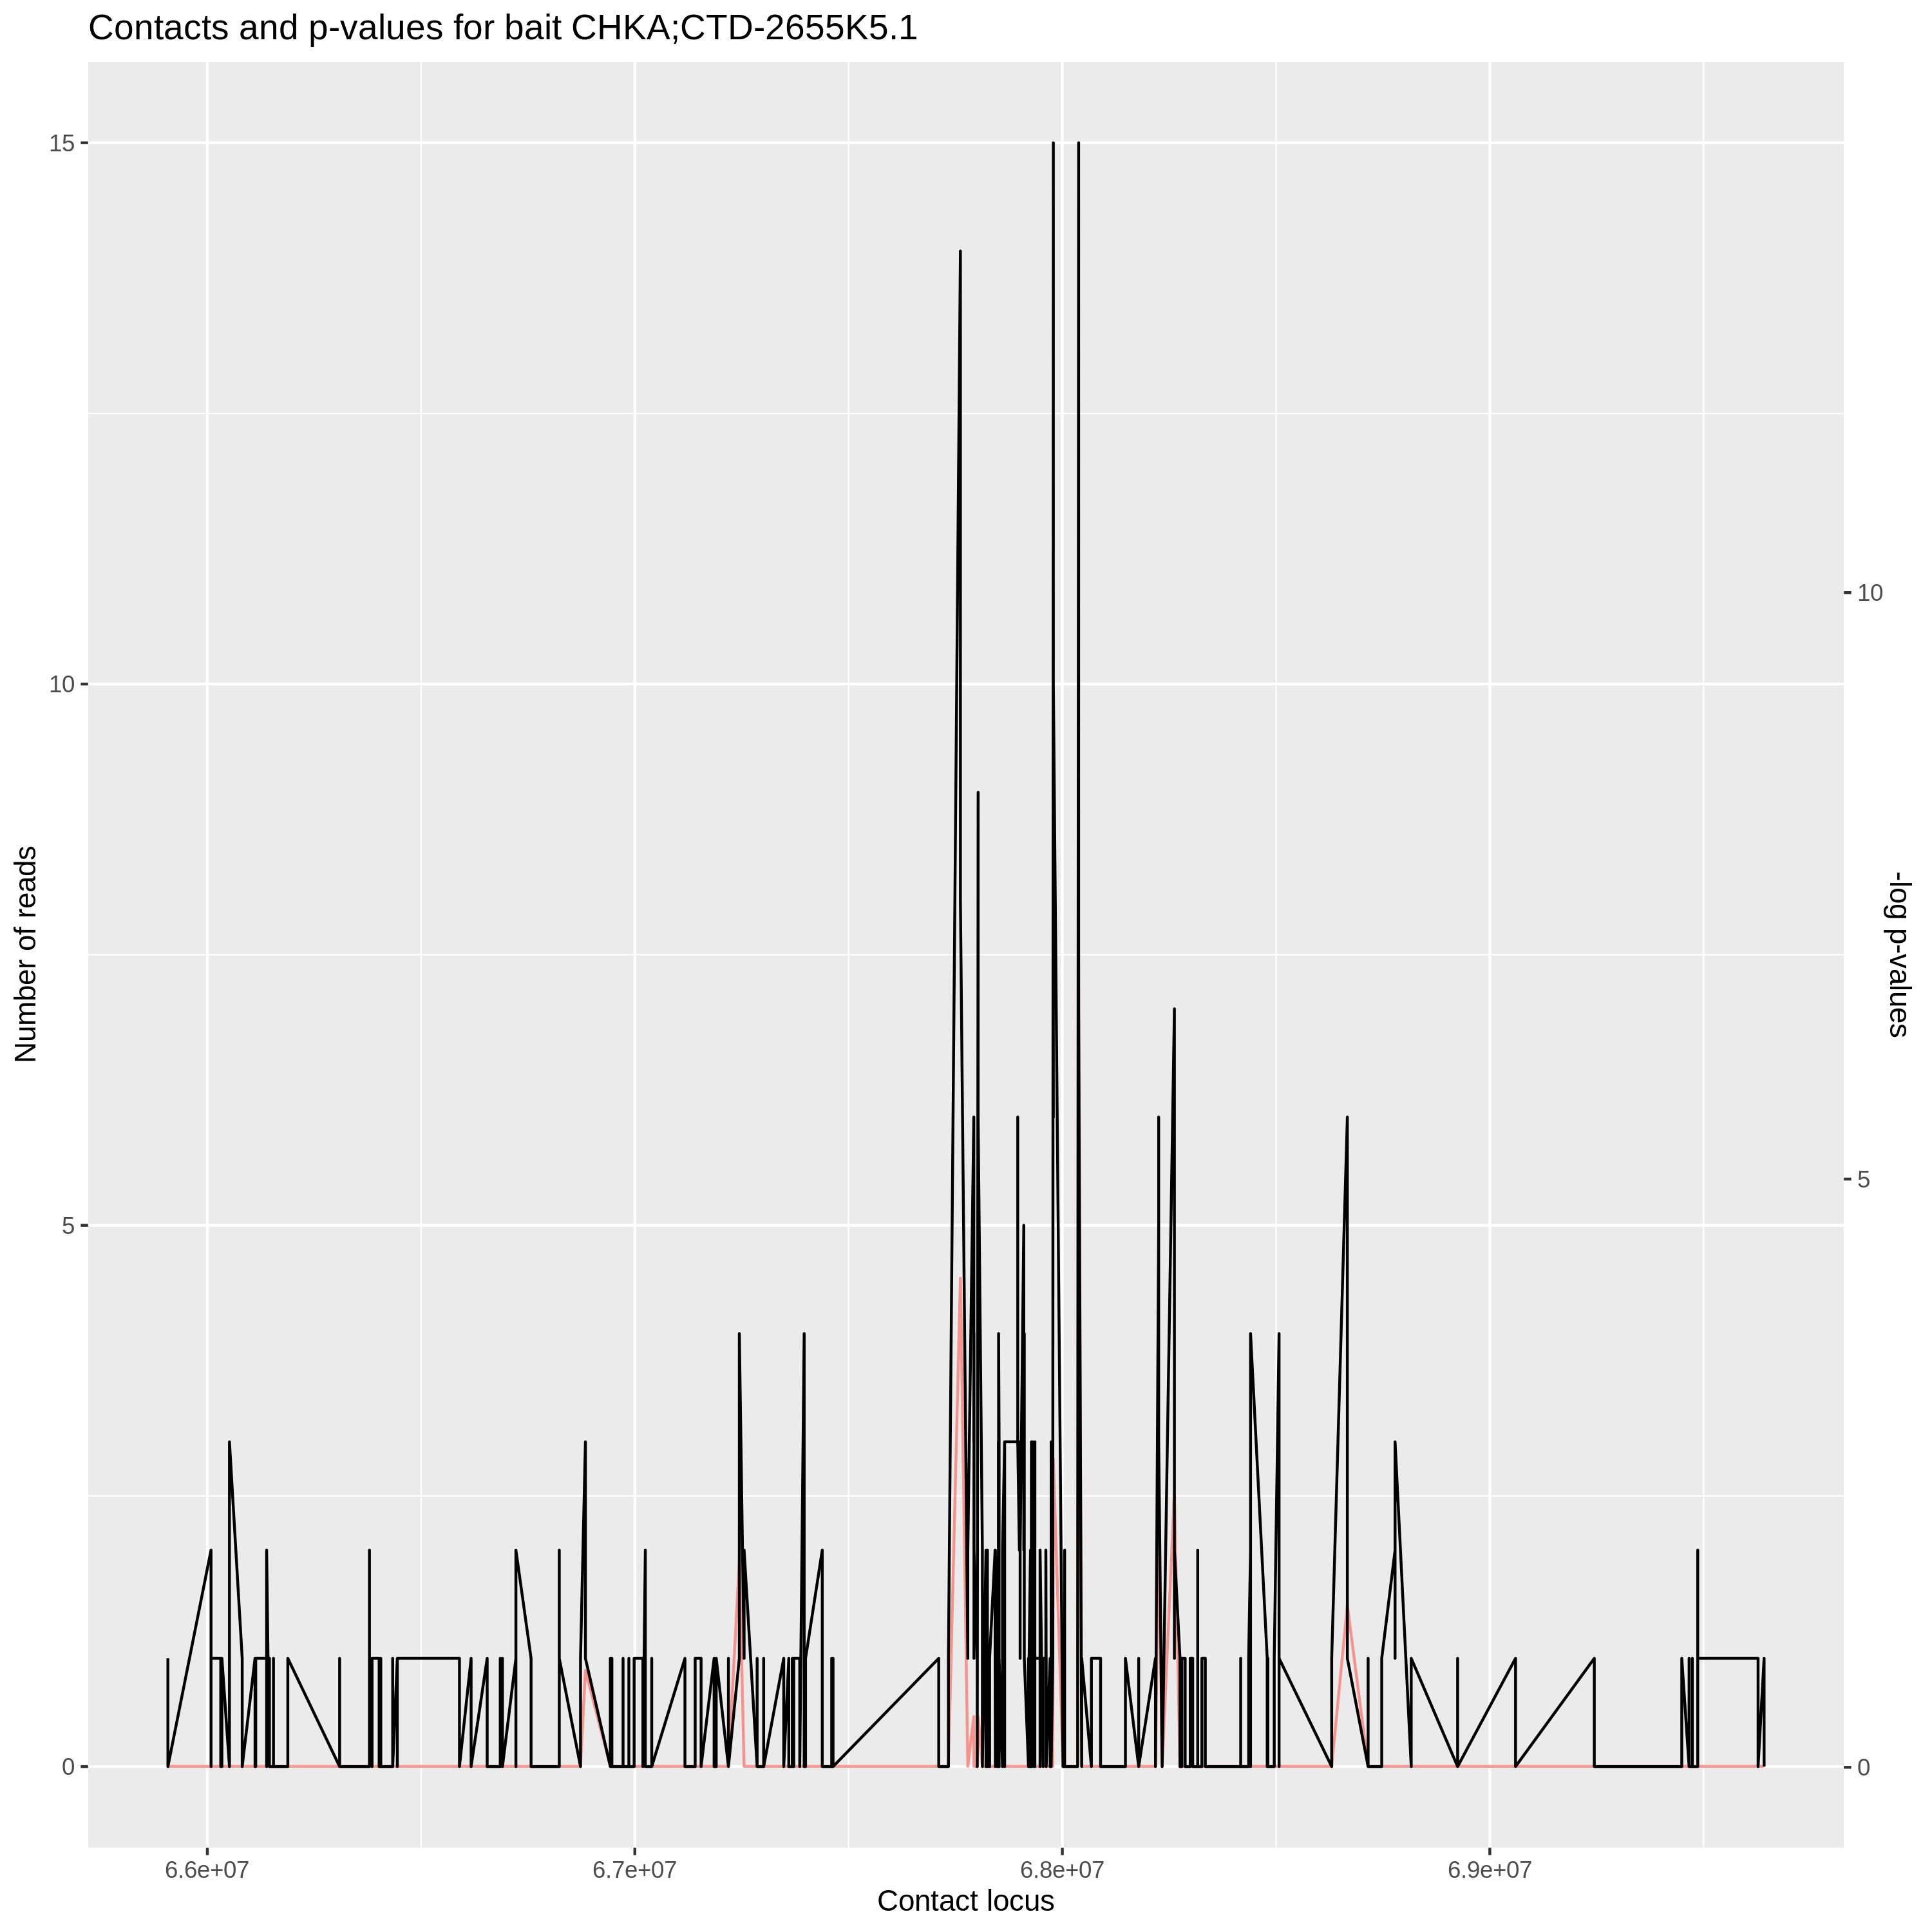 Contacts and p-values for bait CHKA;CTD-2655K5.1
15
10
5
0
Number of reads
10
5
0
-log p-values
6.6e+07 6.7e+07 6.8e+07 6.9e+07
Contact locus